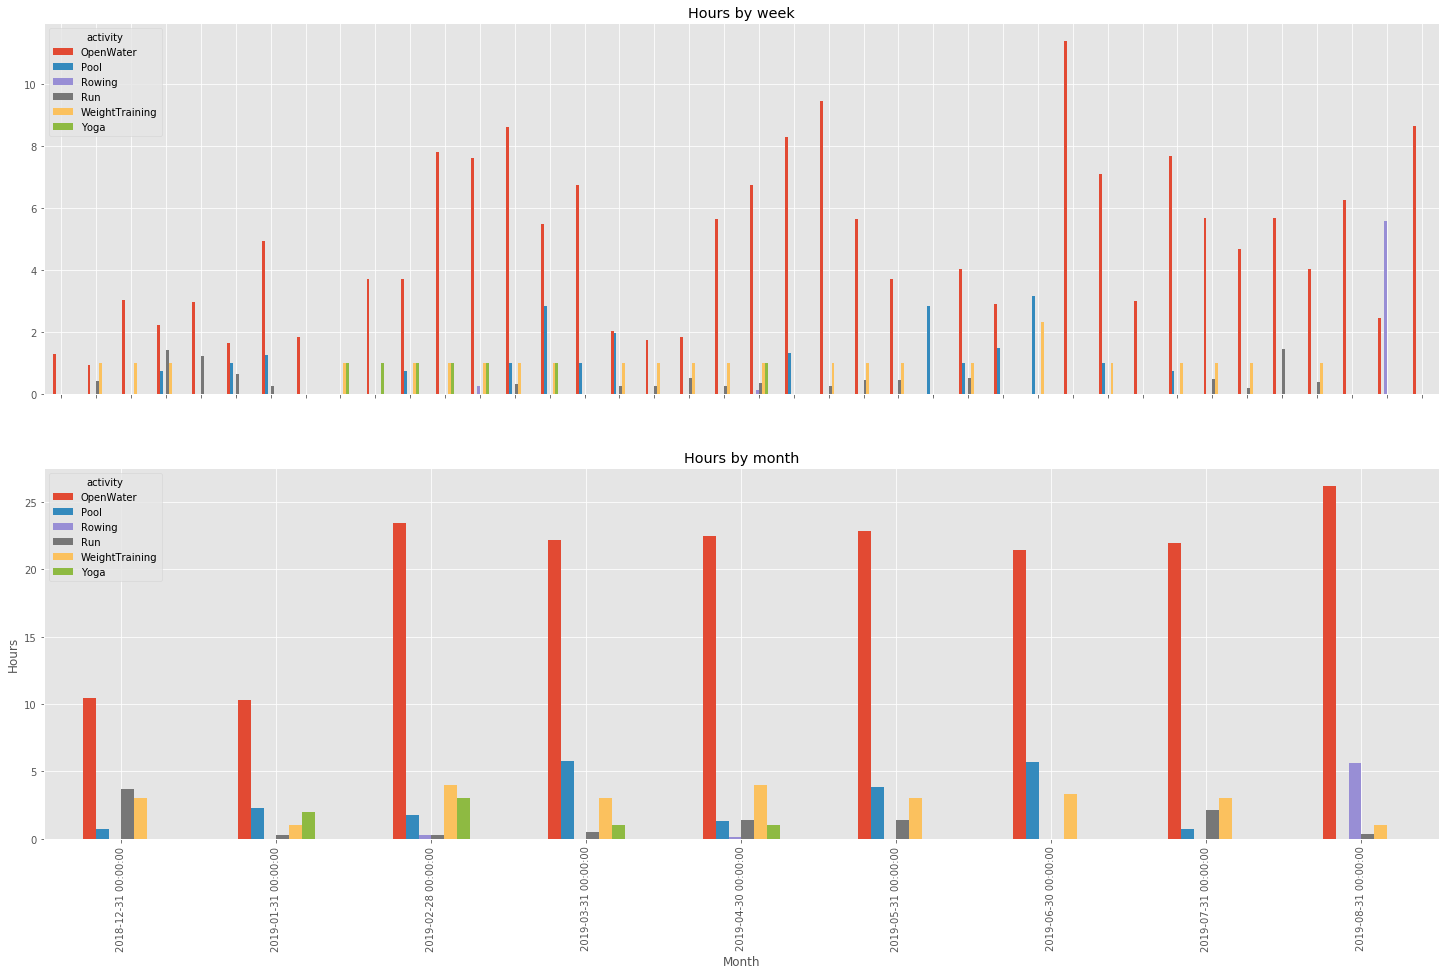 Hours by week
activity
OpenWater
Pool
Rowing
Run
WeightTraining
Yoga
10
8
6
4
2
0
Hours by month
activity
OpenWater
Pool
Rowing
Run
WeightTraining
Yoga
25
20
15
10
5
0
Hours
2018-12-31 00:00:00
2019-01-31 00:00:00
2019-02-28 00:00:00
2019-03-31 00:00:00
2019-04-30 00:00:00
2019-05-31 00:00:00
2019-06-30 00:00:00
2019-07-31 00:00:00
2019-08-31 00:00:00
Month